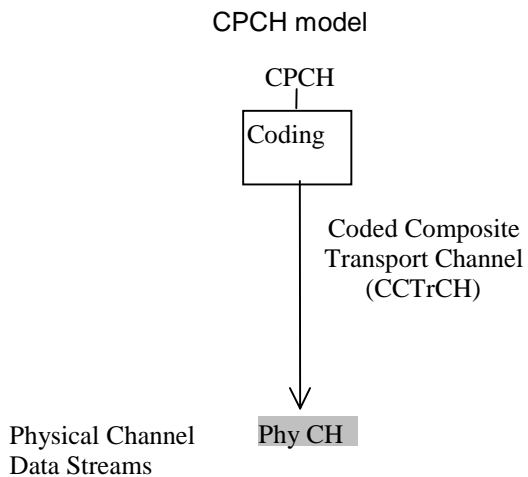 CPCH model
CPCH
Coding
Coded Composite
Transport Channel
(CCTrCH)
Physical Channel
Data Streams
Phy CH